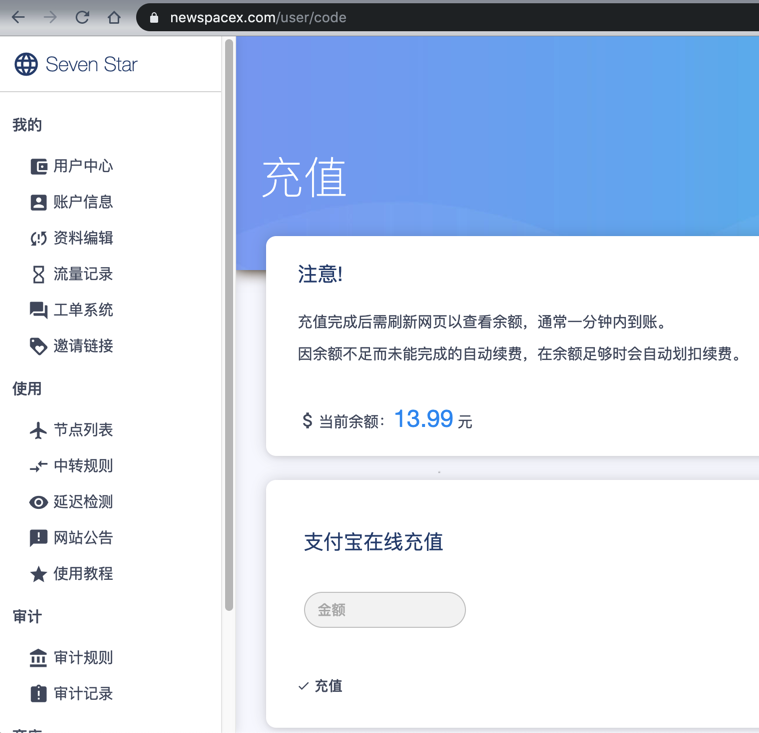 newspacex.com/user/code
Seven Star
我的
用户中心
账户信息
资料编辑
流量记录
工单系统
邀请链接
使用
节点列表
中转规则
延迟检测
网站公告
使用教程
审计
审计规则
审计记录
充值
注意!
充值完成后需刷新网页以查看余额，通常一分钟内到账。
因余额不足而未能完成的自动续费，在余额足够时会自动划扣续费。
$ 当前余额：13.99 元
支付宝在线充值
金额
充值